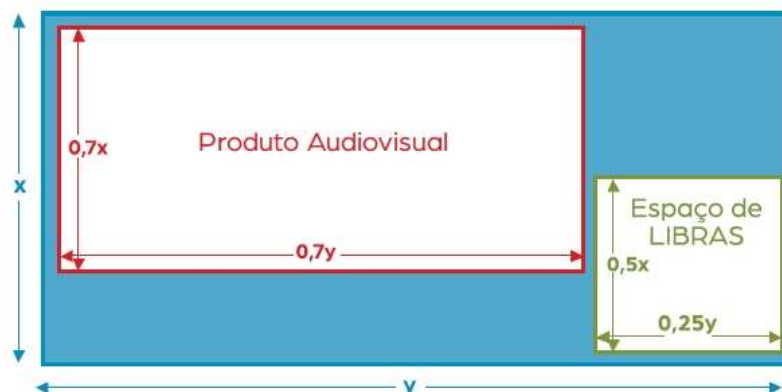 Produto Audiovisual
0,7x
x
0,7y
Espaço de
LIBRAS
0,5x
0,25y
y